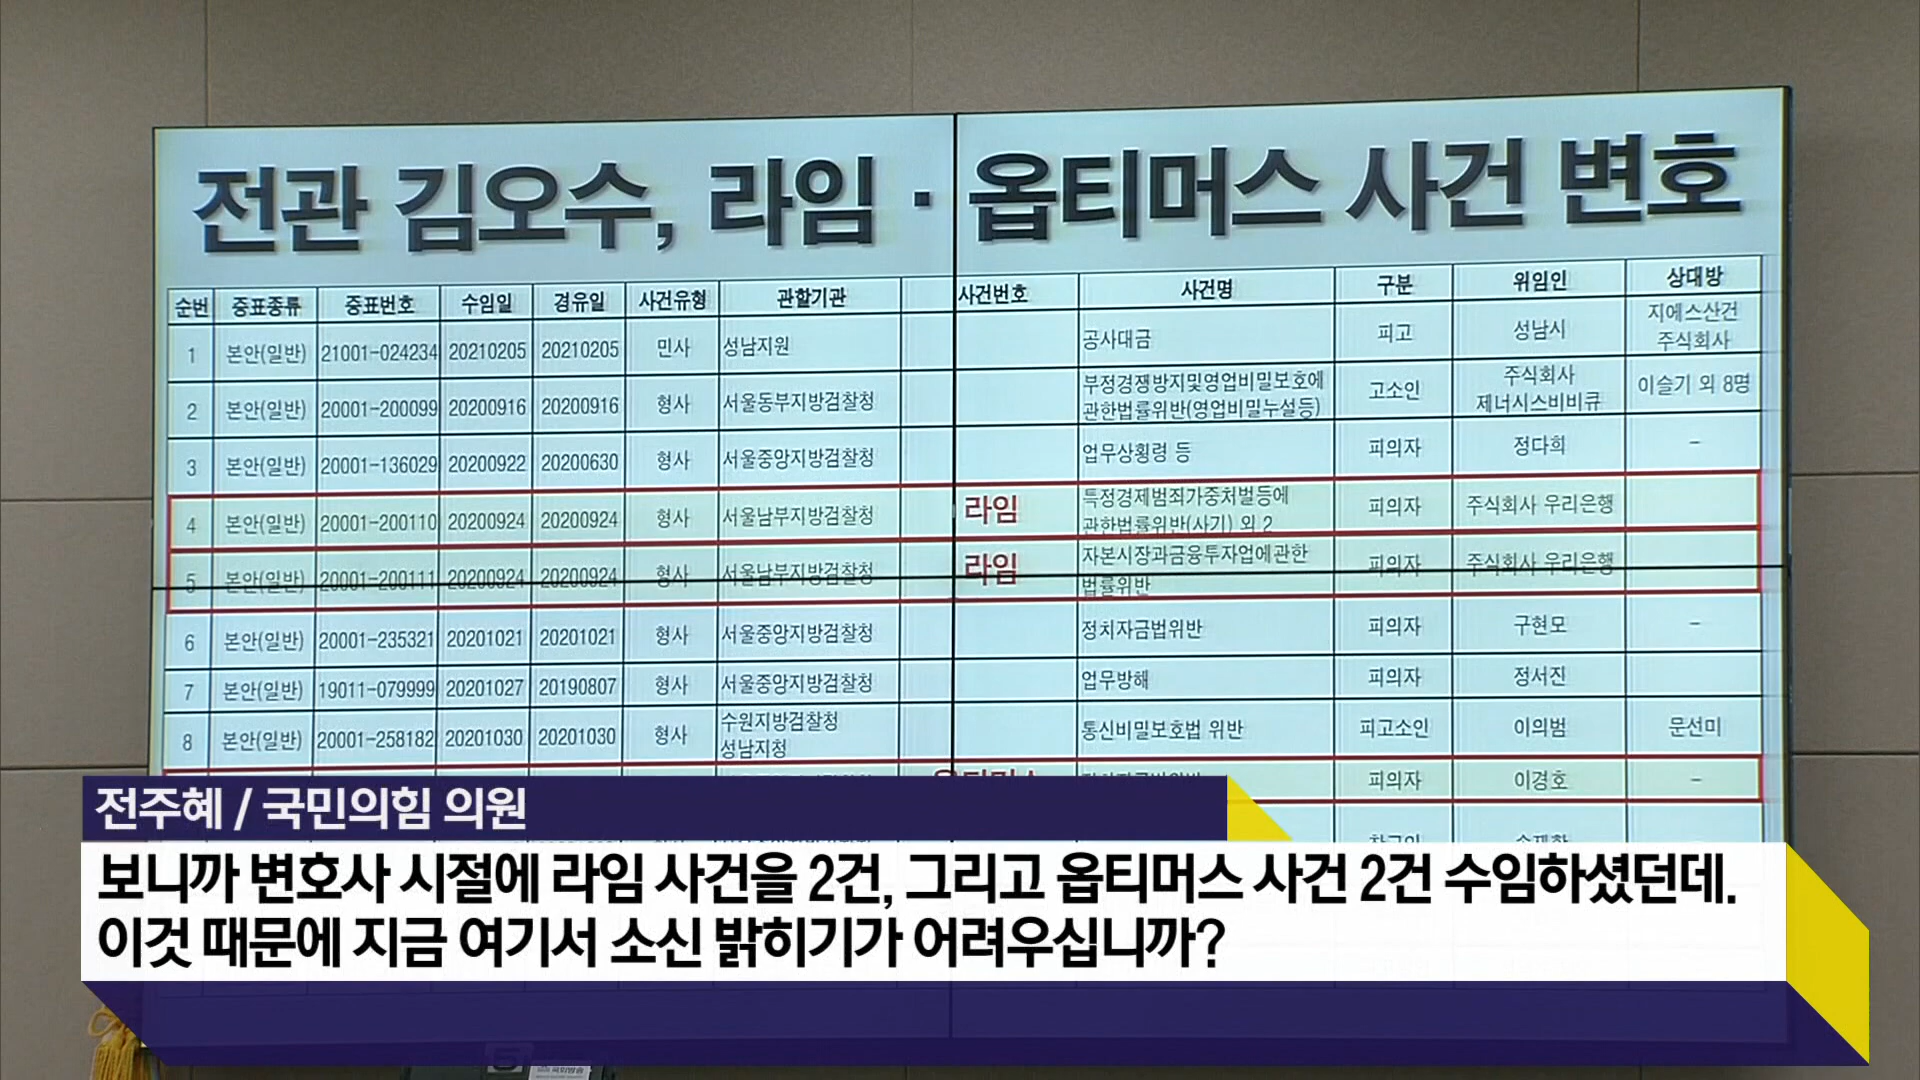 전관 김오수, 라임 · 옵티머스 사건 변호
순번 증표종류 증표번호 수임일 경유일 사건유형 관할기관 사건번호 사건명 구분 위임인 상대방
1 본안(일반) 21001-024234 20210205 20210205 민사 성남지원 공사대금 피고 성남시 지에스산건 주식회사
2 본안(일반) 20001-200099 20200916 20200916 형사 서울동부지방검찰청 부정경쟁방지및영업비밀보호에 관한법률위반(영업비밀누설등) 고소인 주식회사 제너시스비비큐 이슬기 외 8명
3 본안(일반) 20001-136029 20200922 20200630 형사 서울중앙지방검찰청 업무상횡령 등 피의자 정다희 -
4 본안(일반) 20001-200110 20200924 20200924 형사 서울남부지방검찰청 라임 특정경제범죄가중처벌등에 관한법률위반(사기) 외 2 피의자 주식회사 우리은행
5 본안(일반) 20001-200111 20200924 20200924 형사 서울남부지방검찰청 라임 자본시장과금융투자업에관한 법률위반 피의자 주식회사 우리은행
6 본안(일반) 20001-235321 20201021 20201021 형사 서울중앙지방검찰청 정치자금법위반 피의자 구현모 -
7 본안(일반) 19011-079999 20201027 20190807 형사 서울중앙지방검찰청 업무방해 피의자 정서진
8 본안(일반) 20001-258182 20201030 20201030 형사 수원지방검찰청 성남지청 통신비밀보호법 위반 피고소인 이의범 문선미
피의자 이경호 -
전주혜 / 국민의힘 의원
보니까 변호사 시절에 라임 사건을 2건, 그리고 옵티머스 사건 2건 수임하셨던데.
이것 때문에 지금 여기서 소신 밝히기가 어려우십니까?